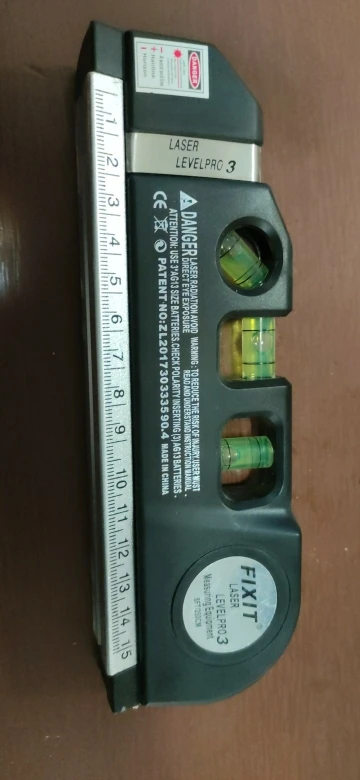 DANGER
LASER
LEVELPRO 3
DANGER LASER RADIATION AVOID DIRECT EYE EXPOSURE
WARNING: TO REDUCE THE RISK OF INJURY, USER MUST READ AND UNDERSTAND INSTRUCTION MANUAL.
ATTENTION: USE 3*AG13 SIZE BATTERIES,CHECK POLARITY INSERTING (3) AG13 BATTERIES.
CE PATENT NO:ZL201730333590.4 MADE IN CHINA
1 2 3 4 5 6 7 8 9 10 11 12 13 14 15
FIXIT®
LASER
LEVELPRO 3
Measuring Equipment